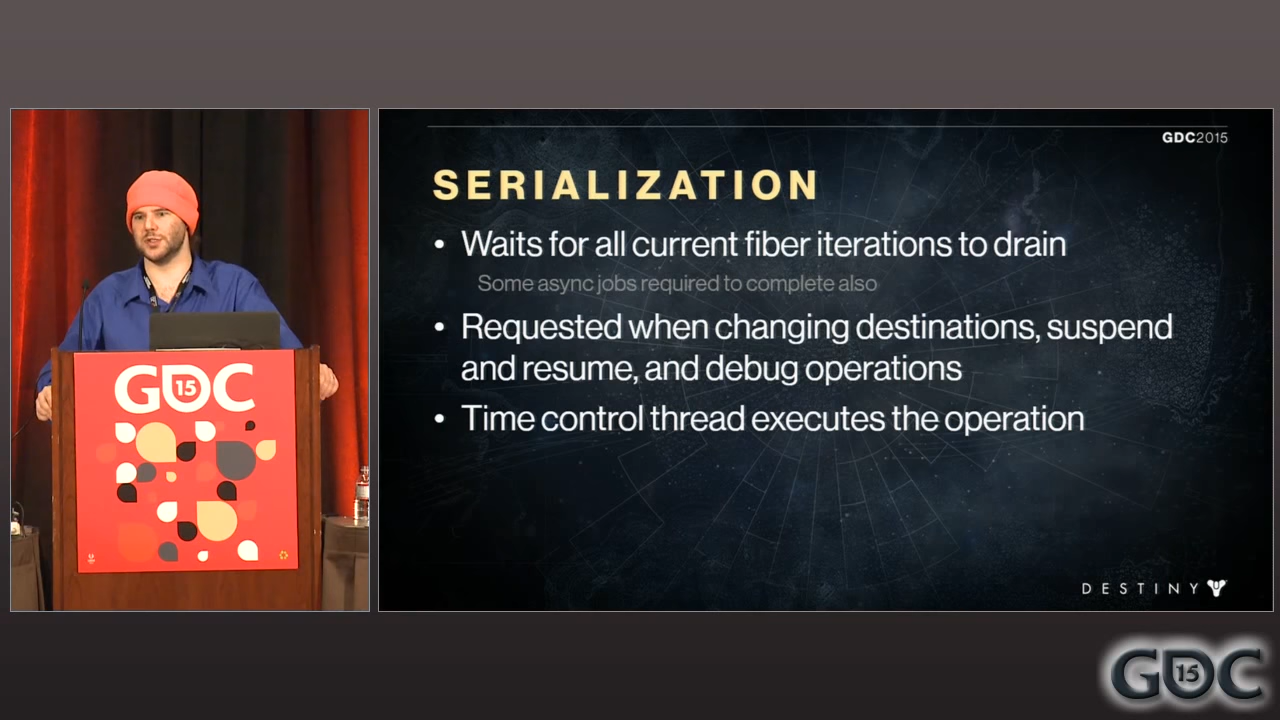 GDC2015
SERIALIZATION
• Waits for all current fiber iterations to drain
Some async jobs required to complete also
• Requested when changing destinations, suspend
and resume, and debug operations
• Time control thread executes the operation
DESTINY
GDC
15
GDC
15